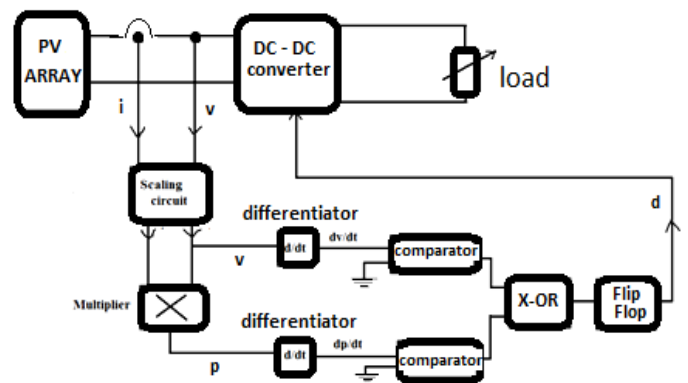 PV
ARRAY
DC - DC
converter
load
i
v
Scaling
circuit
d
differentiator
v
d/dt
dv/dt
comparator
Multiplier
X-OR
Flip
Flop
differentiator
p
d/dt
dp/dt
comparator